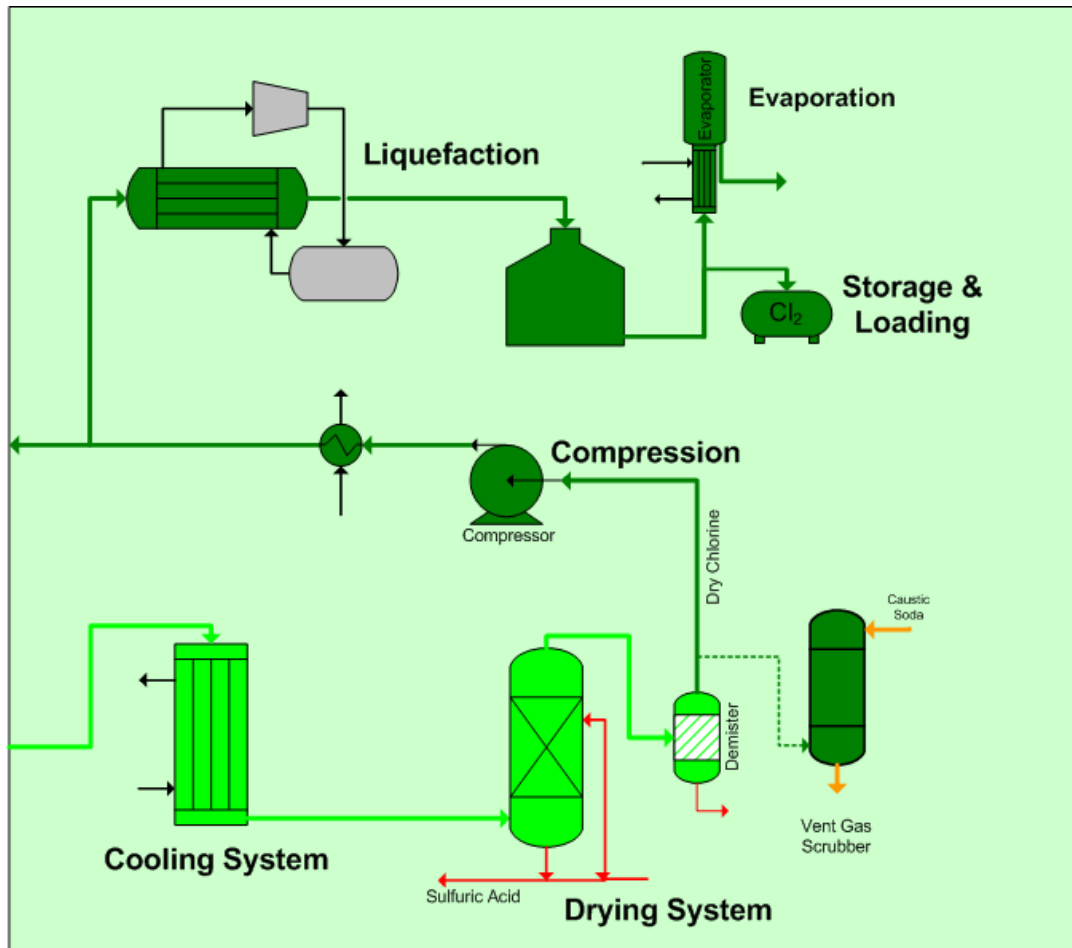 Evaporator
Evaporation
Liquefaction
Storage &
Loading
Cl₂
Compression
Compressor
Dry Chlorine
Caustic
Soda
Demister
Vent Gas
Scrubber
Cooling System
Sulfuric Acid
Drying System